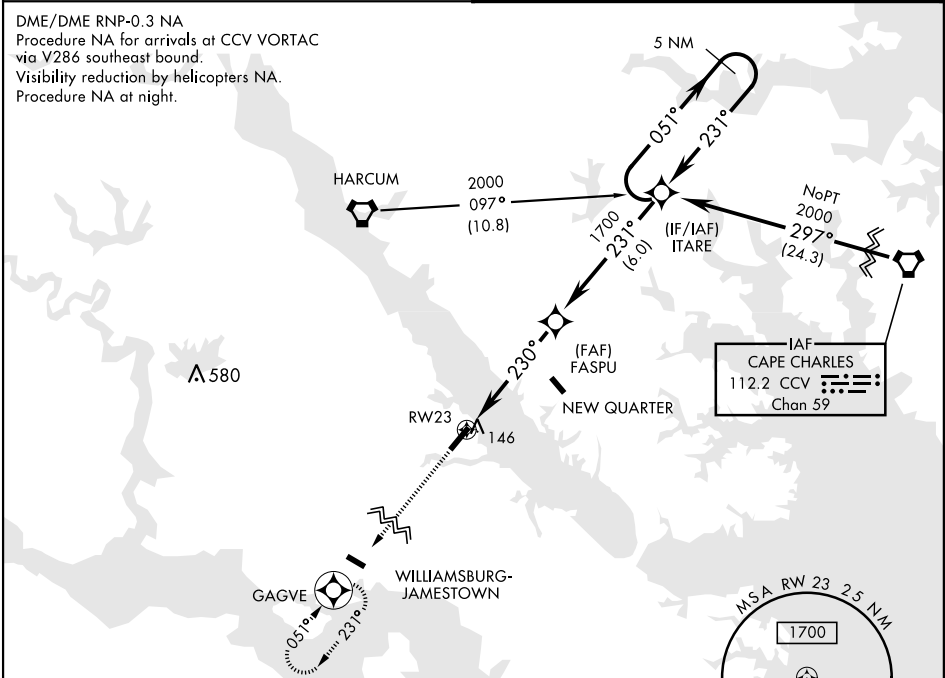 DME/DME RNP-0.3 NA
Procedure NA for arrivals at CCV VORTAC
via V286 southeast bound.
Visibility reduction by helicopters NA.
Procedure NA at night.
5 NM
051°
231°
HARCUM
2000
097°
(10.8)
NoPT
2000
297°
(24.3)
(IF/IAF)
ITARE
1700
231°
(6.0)
IAF
CAPE CHARLES
112.2 CCV
Chan 59
(FAF)
FASPU
230°
580
NEW QUARTER
RW23
146
WILLIAMSBURG-
JAMESTOWN
GAGVE
051°
231°
MSA RW 23 25 NM
1700